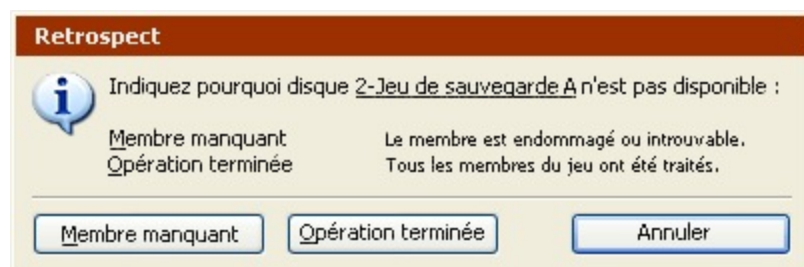 Retrospect
Indiquez pourquoi disque 2-Jeu de sauvegarde A n'est pas disponible :
Membre manquant Le membre est endommagé ou introuvable.
Opération terminée Tous les membres du jeu ont été traités.
Membre manquant Opération terminée Annuler